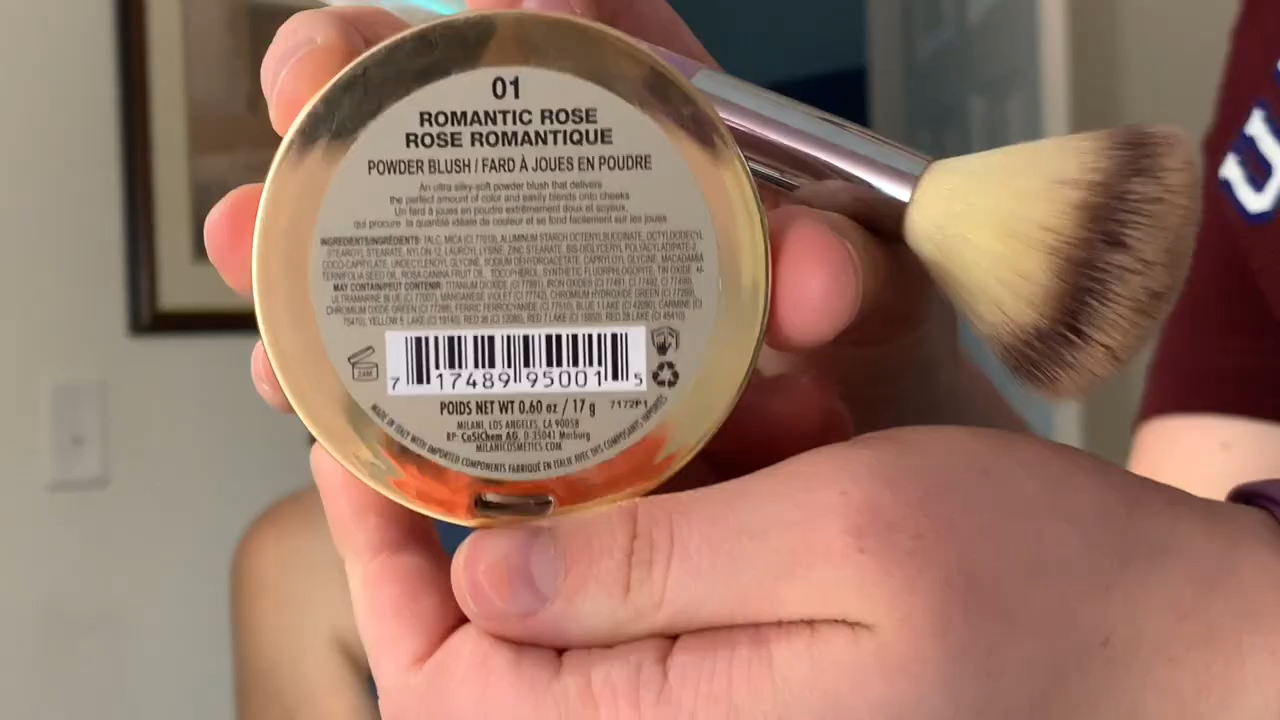 01
ROMANTIC ROSE
ROSE ROMANTIQUE
POWDER BLUSH / FARD À JOUES EN POUDRE
An ultra silky-soft powder blush that delivers
the perfect amount of color and easily blends onto cheeks
Un fard à joues en poudre extrêmement doux et soyeux,
qui procure la quantité idéale de couleur et se fond facilement sur les joues
INGREDIENTS/INGRÉDIENTS: TALC, MICA (CI 77019), ALUMINUM STARCH OCTENYLSUCCINATE, OCTYLDODECYL
STEAROYL STEARATE, NYLON-12, LAUROYL LYSINE, ZINC STEARATE, BIS-DIGLYCERYL POLYACYLADIPATE-2,
COCO-CAPRYLATE, UNDECYLENOYL GLYCINE, SODIUM DEHYDROACETATE, CAPRYLOYL GLYCINE, MACADAMIA
TERNIFOLIA SEED OIL, ROSA CANINA FRUIT OIL, TOCOPHEROL, SYNTHETIC FLUORPHLOGOPITE, TIN OXIDE. +/-
MAY CONTAIN/PEUT CONTENIR: TITANIUM DIOXIDE (CI 77891), IRON OXIDES (CI 77491, CI 77492, CI 77499),
ULTRAMARINE BLUE (CI 77007), MANGANESE VIOLET (CI 77742), CHROMIUM HYDROXIDE GREEN (CI 77289),
CHROMIUM OXIDE GREEN (CI 77288), FERRIC FERROCYANIDE (CI 77510), BLUE 1 LAKE (CI 42090), CARMINE (CI
75470), YELLOW 5 LAKE (CI 19140), RED 7 LAKE (CI 15850), RED 28 LAKE (CI 45410)
24M
7 17489 95001 5
POIDS NET WT 0.60 oz / 17 g 7172P1
MILANI, LOS ANGELES, CA 90058
RP: CoSiChem AG, D-35041 Marburg
MILANICOSMETICS.COM
MADE IN ITALY WITH IMPORTED COMPONENTS FABRIQUÉ EN ITALIE AVEC DES COMPOSANTS IMPORTÉS
U